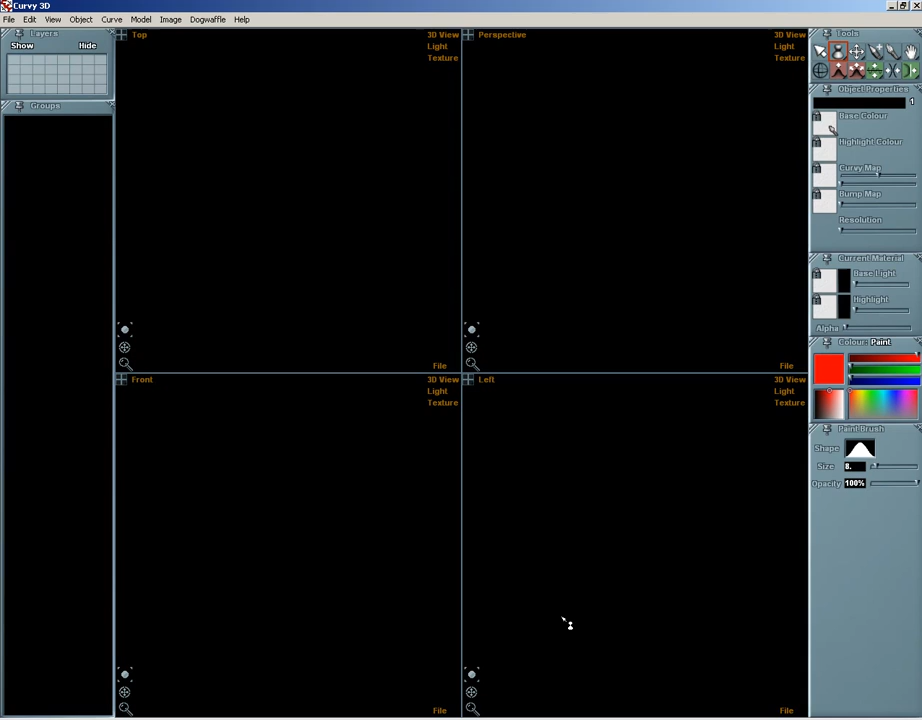 Curvy 3D
File Edit View Object Curve Model Image Dogwaffle Help
Layers
Show Hide
Groups
Top
3D View
Light
Texture
File
Perspective
3D View
Light
Texture
File
Front
3D View
Light
Texture
File
Left
3D View
Light
Texture
File
Tools
Object Properties
1
Base Colour
Highlight Colour
Curvy Map
Bump Map
Resolution
Current Material
Base Light
Highlight
Alpha
Colour: Paint
Paint Brush
Shape
Size 8.
Opacity 100%